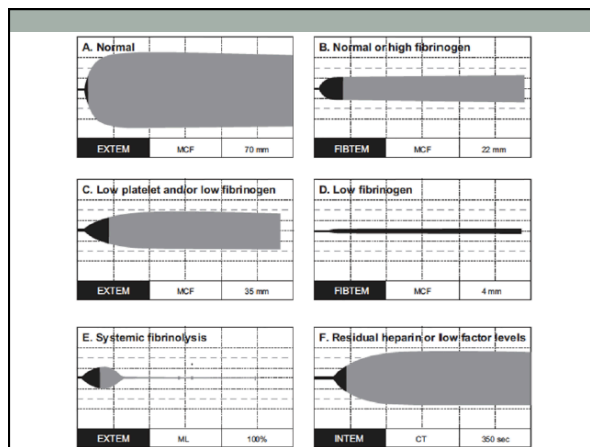 A. Normal
EXTEM MCF 70 mm
B. Normal or high fibrinogen
FIBTEM MCF 22 mm
C. Low platelet and/or low fibrinogen
EXTEM MCF 35 mm
D. Low fibrinogen
FIBTEM MCF 4 mm
E. Systemic fibrinolysis
EXTEM ML 100%
F. Residual heparin or low factor levels
INTEM CT 350 sec